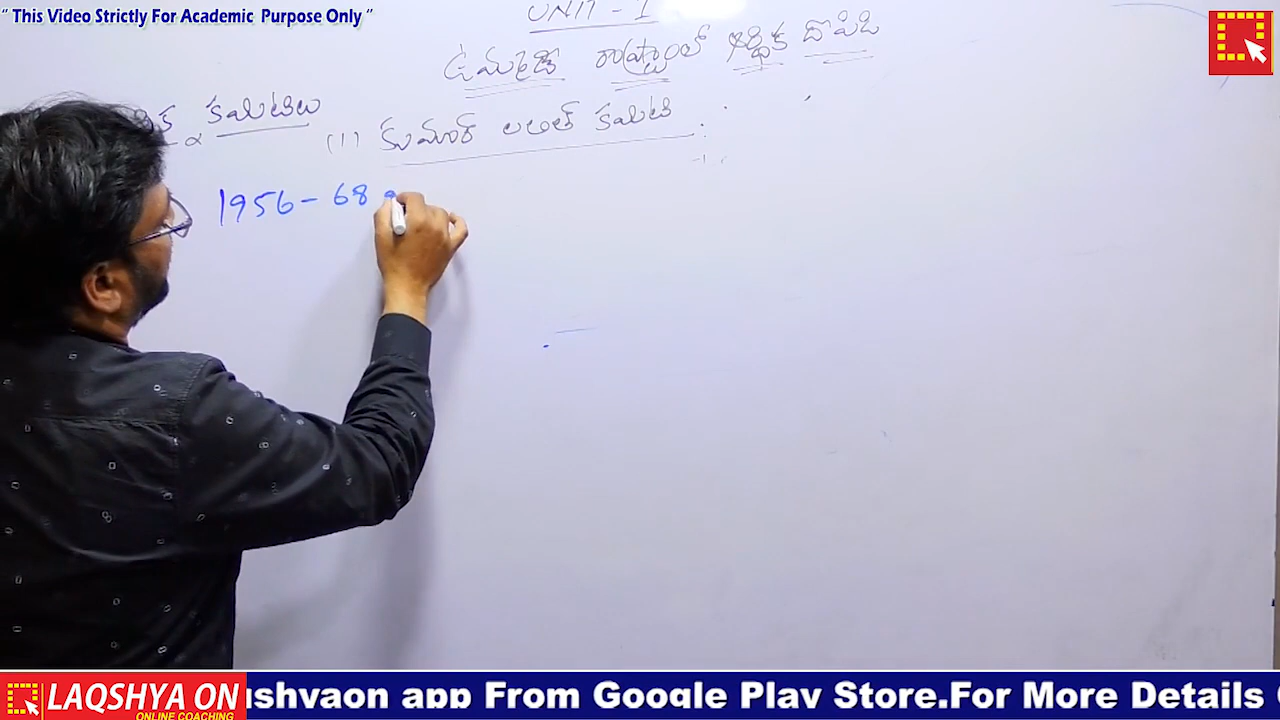 “ This Video Strictly For Academic Purpose Only ”
UNIT - I
ఉమ్మడి రాష్ట్రంలో ఆర్థిక దోపిడి
కమిటీలు
(1) కుమార్ లలిత్ కమిటీ
1956 - 68
LAQSHYA ON
ONLINE COACHING
ushyaon app From Google Play Store.For More Details